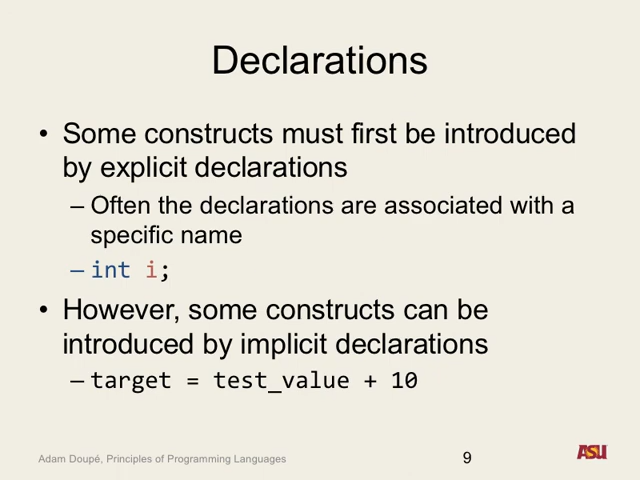 Declarations
• Some constructs must first be introduced
by explicit declarations
– Often the declarations are associated with a
specific name
– int i;
• However, some constructs can be
introduced by implicit declarations
– target = test_value + 10
Adam Doupé, Principles of Programming Languages
9
ASU